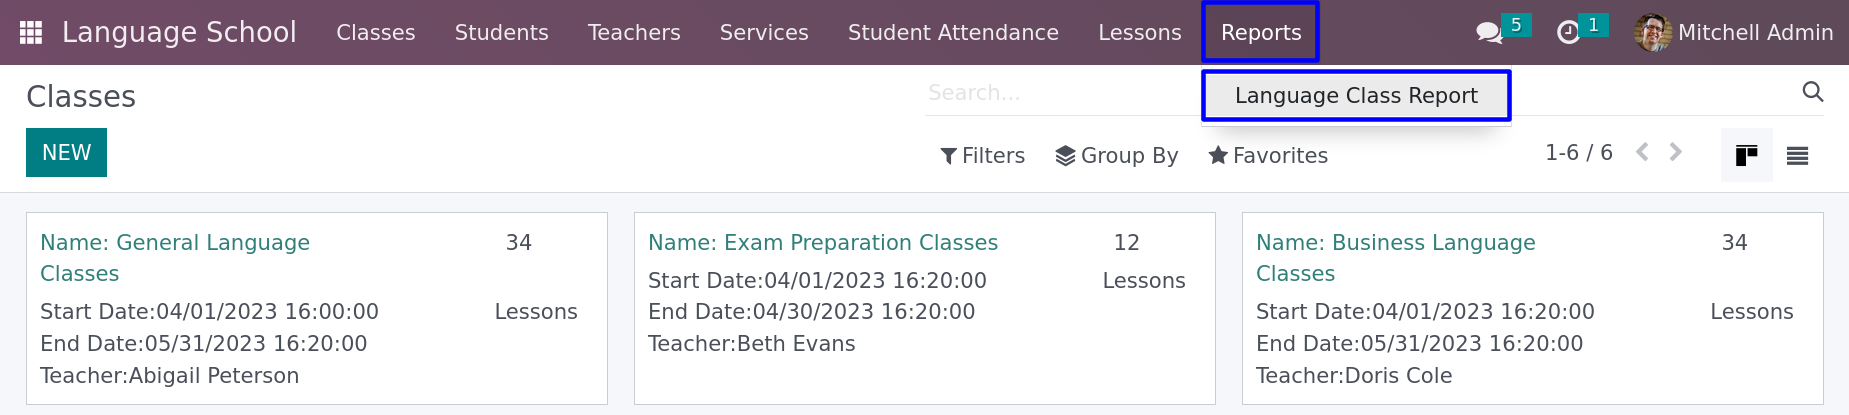 Language School Classes Students Teachers Services Student Attendance Lessons Reports 5 1 Mitchell Admin
Classes
Search...
Language Class Report
NEW
Filters Group By Favorites 1-6 / 6
Name: General Language
Classes
34
Start Date:04/01/2023 16:00:00
Lessons
End Date:05/31/2023 16:20:00
Teacher:Abigail Peterson
Name: Exam Preparation Classes
12
Start Date:04/01/2023 16:20:00
Lessons
End Date:04/30/2023 16:20:00
Teacher:Beth Evans
Name: Business Language
Classes
34
Start Date:04/01/2023 16:20:00
Lessons
End Date:05/31/2023 16:20:00
Teacher:Doris Cole